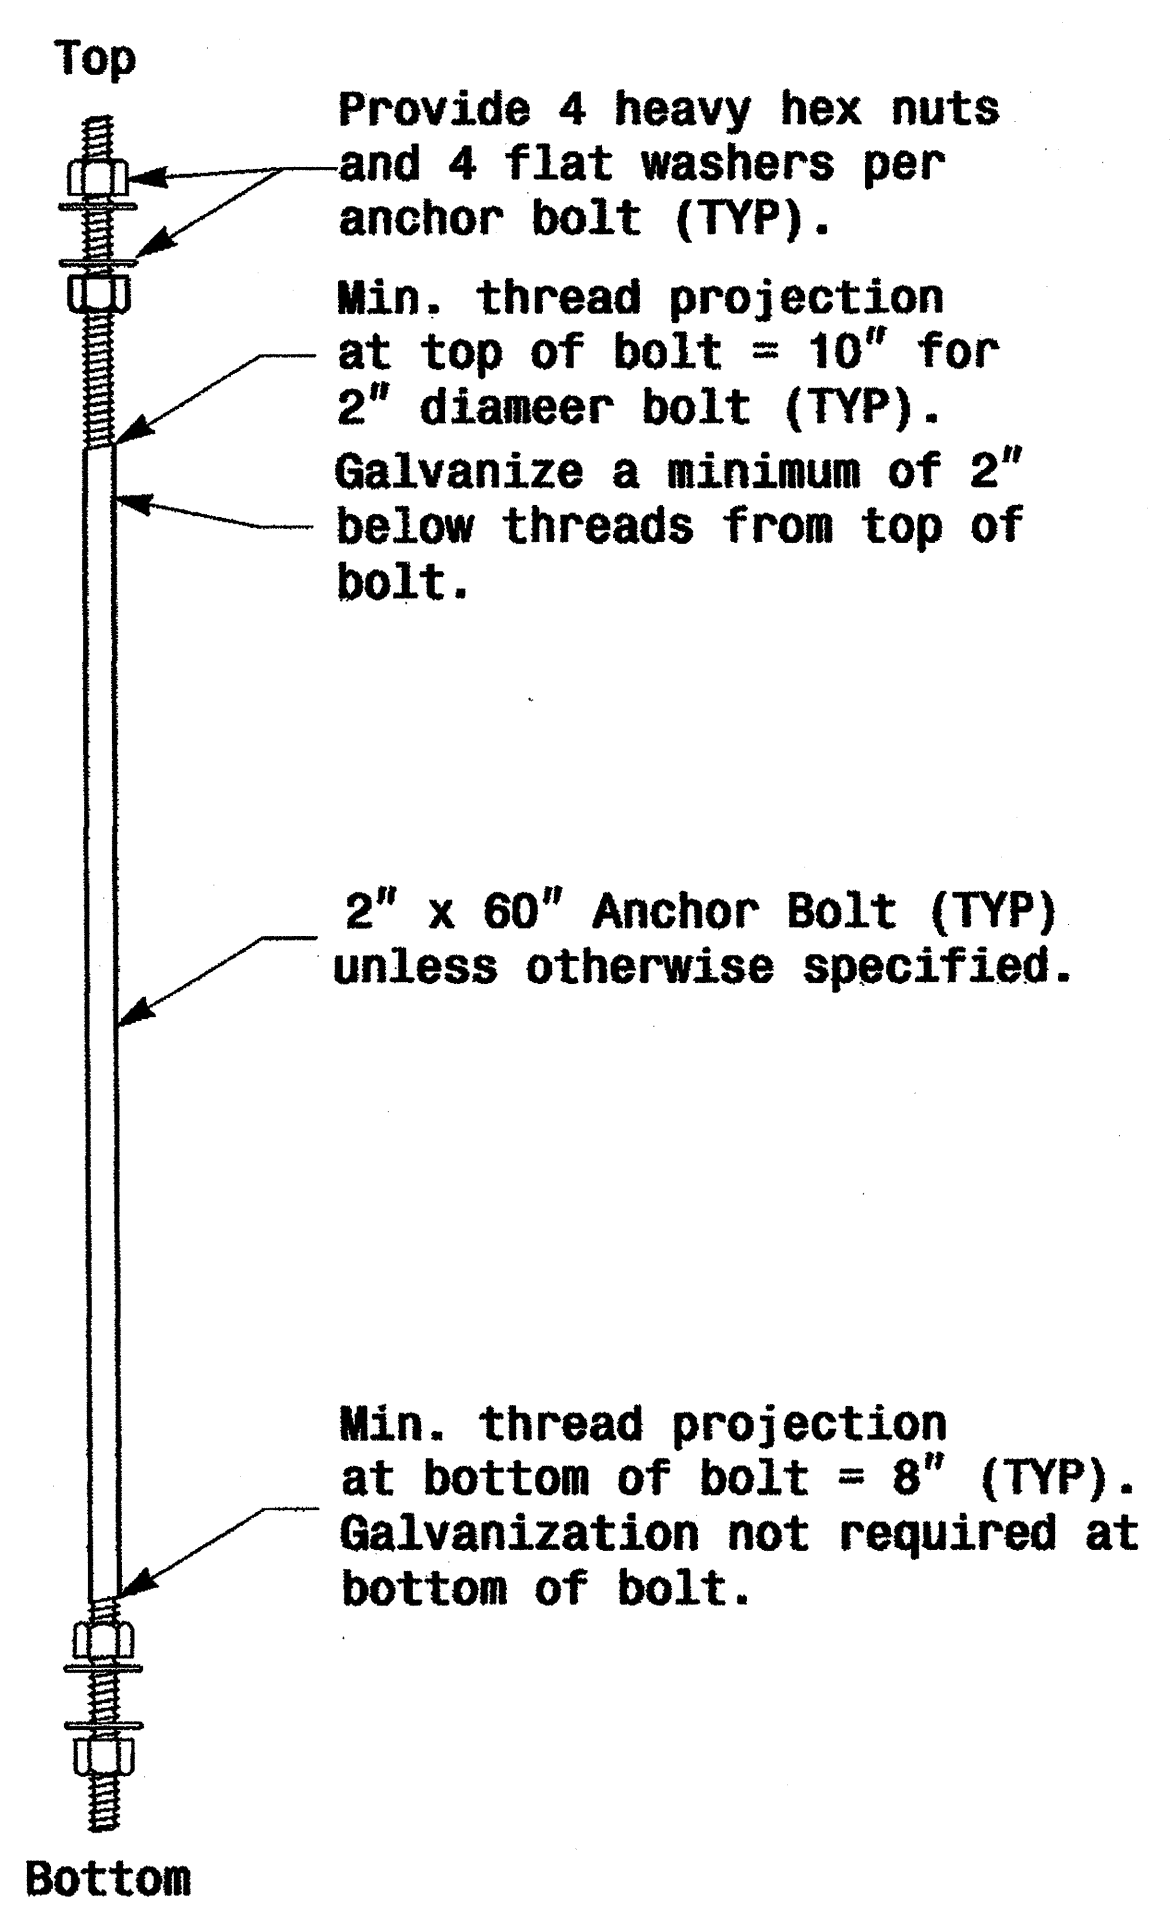 Top
Provide 4 heavy hex nuts
and 4 flat washers per
anchor bolt (TYP).
Min. thread projection
at top of bolt = 10" for
2" diameer bolt (TYP).
Galvanize a minimum of 2"
below threads from top of
bolt.
2" x 60" Anchor Bolt (TYP)
unless otherwise specified.
Min. thread projection
at bottom of bolt = 8" (TYP).
Galvanization not required at
bottom of bolt.
Bottom